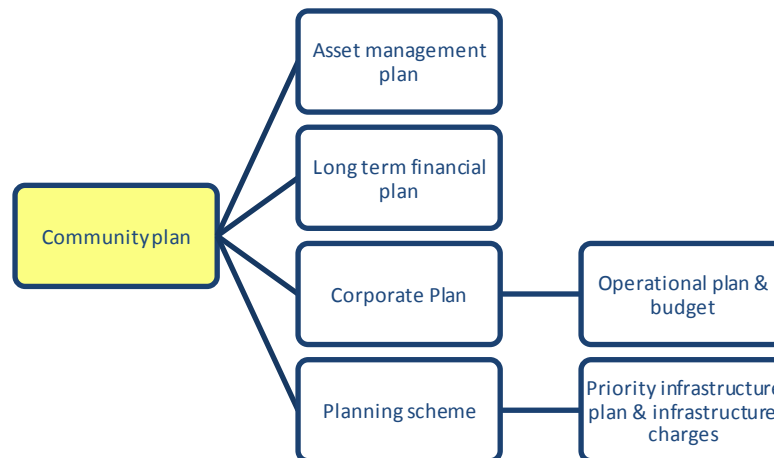 Asset management
plan
Long term financial
plan
Community plan
Corporate Plan
Operational plan &
budget
Planning scheme
Priority infrastructure
plan & infrastructure
charges